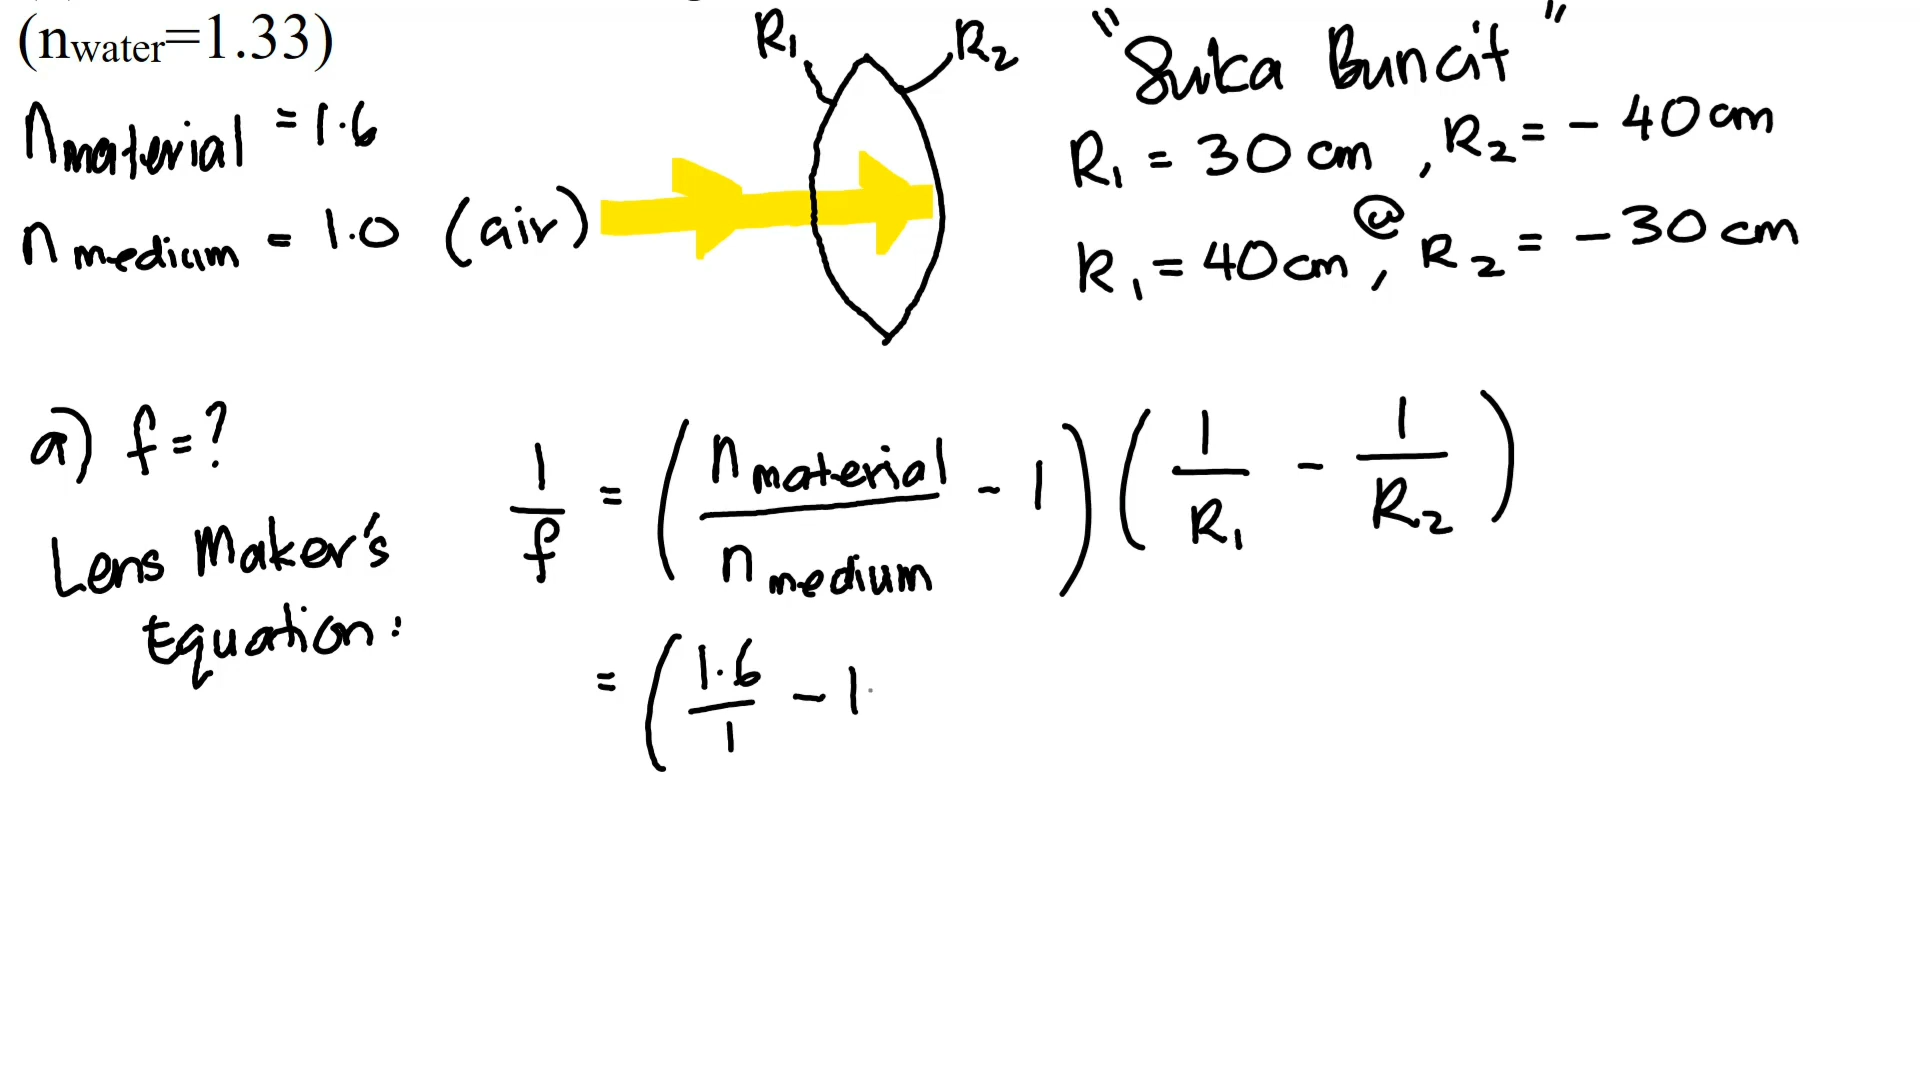 (nwater=1.33)
R₁ R₂
"Suka Buncit"
nmaterial = 1.6
R₁ = 30 cm, R₂ = - 40 cm
nmedium = 1.0 (air)
@
R₁ = 40 cm, R₂ = - 30 cm
a) f = ?
1/f = (nmaterial/nmedium - 1)(1/R₁ - 1/R₂)
Lens Maker's
Equation:
= (1.6/1 - 1